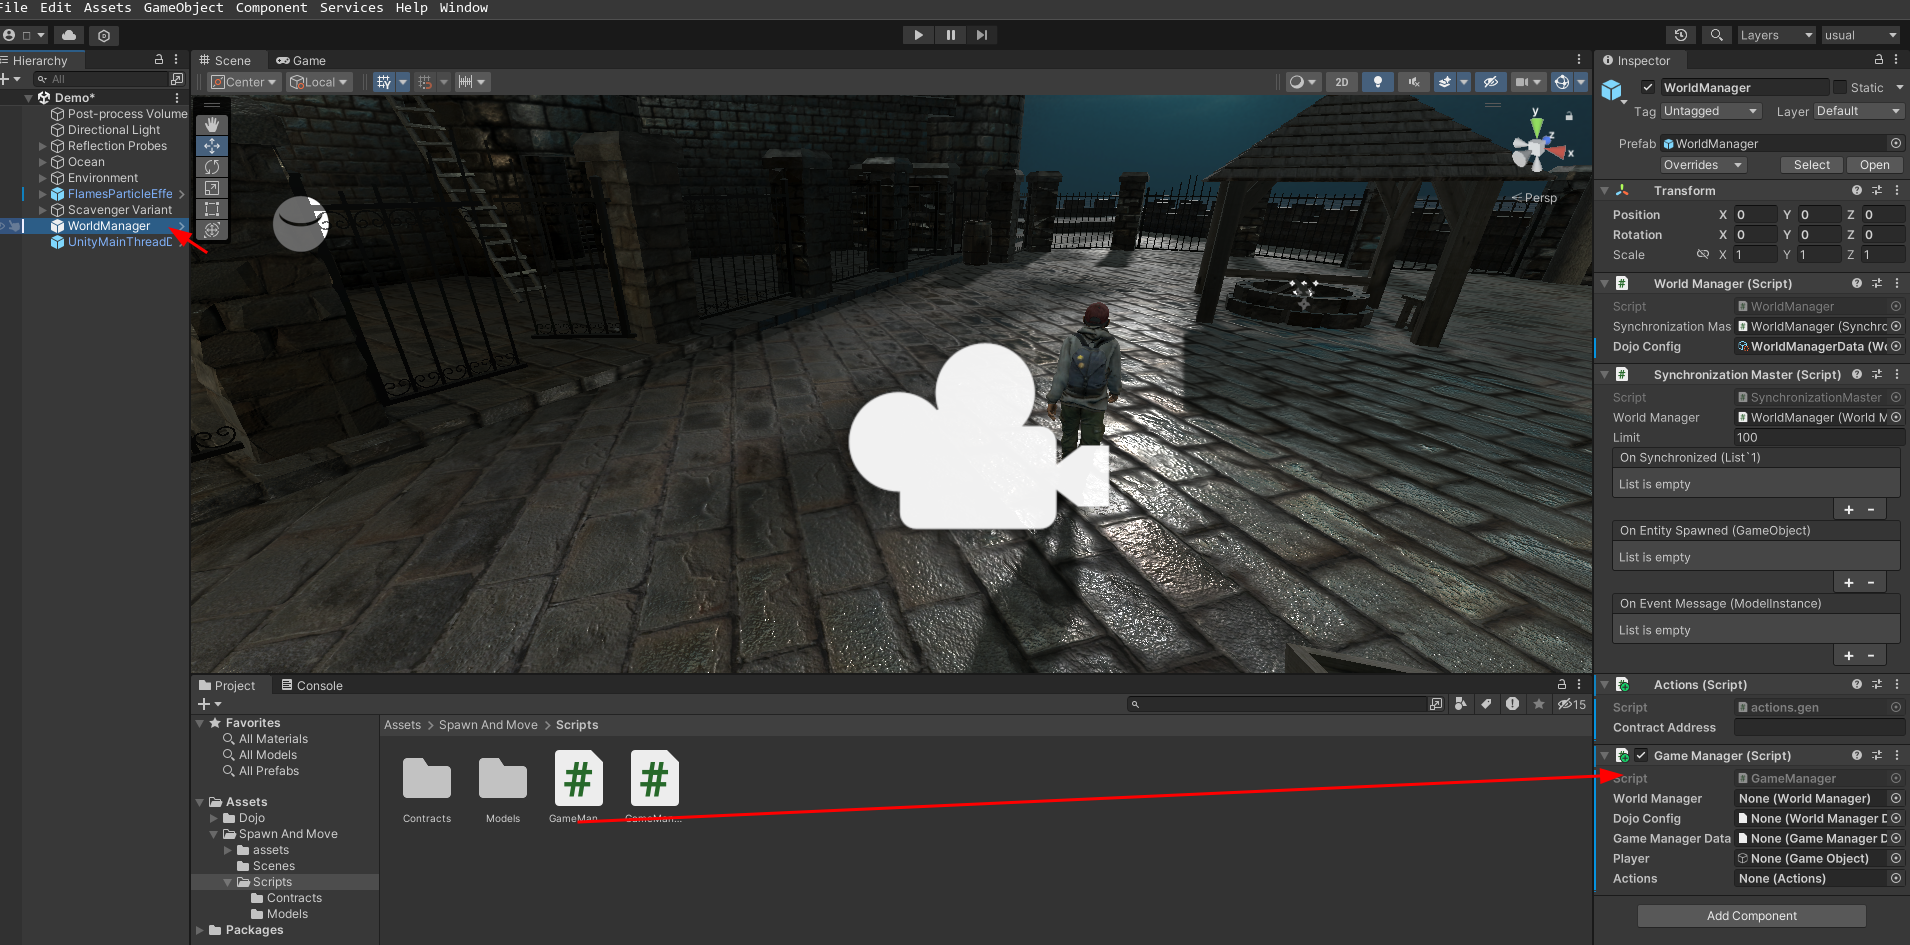 File Edit Assets GameObject Component Services Help Window
Layers usual
Hierarchy
All
Demo*
Post-process Volume
Directional Light
Reflection Probes
Ocean
Environment
FlamesParticleEffe
Scavenger Variant
WorldManager
UnityMainThreadD
Scene Game
Center Local 2D
y
z
x
Persp
Project Console
15
Favorites
All Materials
All Models
All Prefabs
Assets
Dojo
Spawn And Move
assets
Scenes
Scripts
Contracts
Models
Packages
Assets > Spawn And Move > Scripts
Contracts Models GameMan... GameMan...
Inspector
WorldManager Static
Tag Untagged Layer Default
Prefab WorldManager
Overrides Select Open
Transform
Position X 0 Y 0 Z 0
Rotation X 0 Y 0 Z 0
Scale X 1 Y 1 Z 1
# World Manager (Script)
Script WorldManager
Synchronization Mas WorldManager (Synchro
Dojo Config WorldManagerData (Wo
# Synchronization Master (Script)
Script SynchronizationMaster
World Manager WorldManager (World M
Limit 100
On Synchronized (List`1)
List is empty
+ -
On Entity Spawned (GameObject)
List is empty
+ -
On Event Message (ModelInstance)
List is empty
+ -
# Actions (Script)
Script actions.gen
Contract Address
# Game Manager (Script)
Script GameManager
World Manager None (World Manager)
Dojo Config None (World Manager D
Game Manager Data None (Game Manager D
Player None (Game Object)
Actions None (Actions)
Add Component